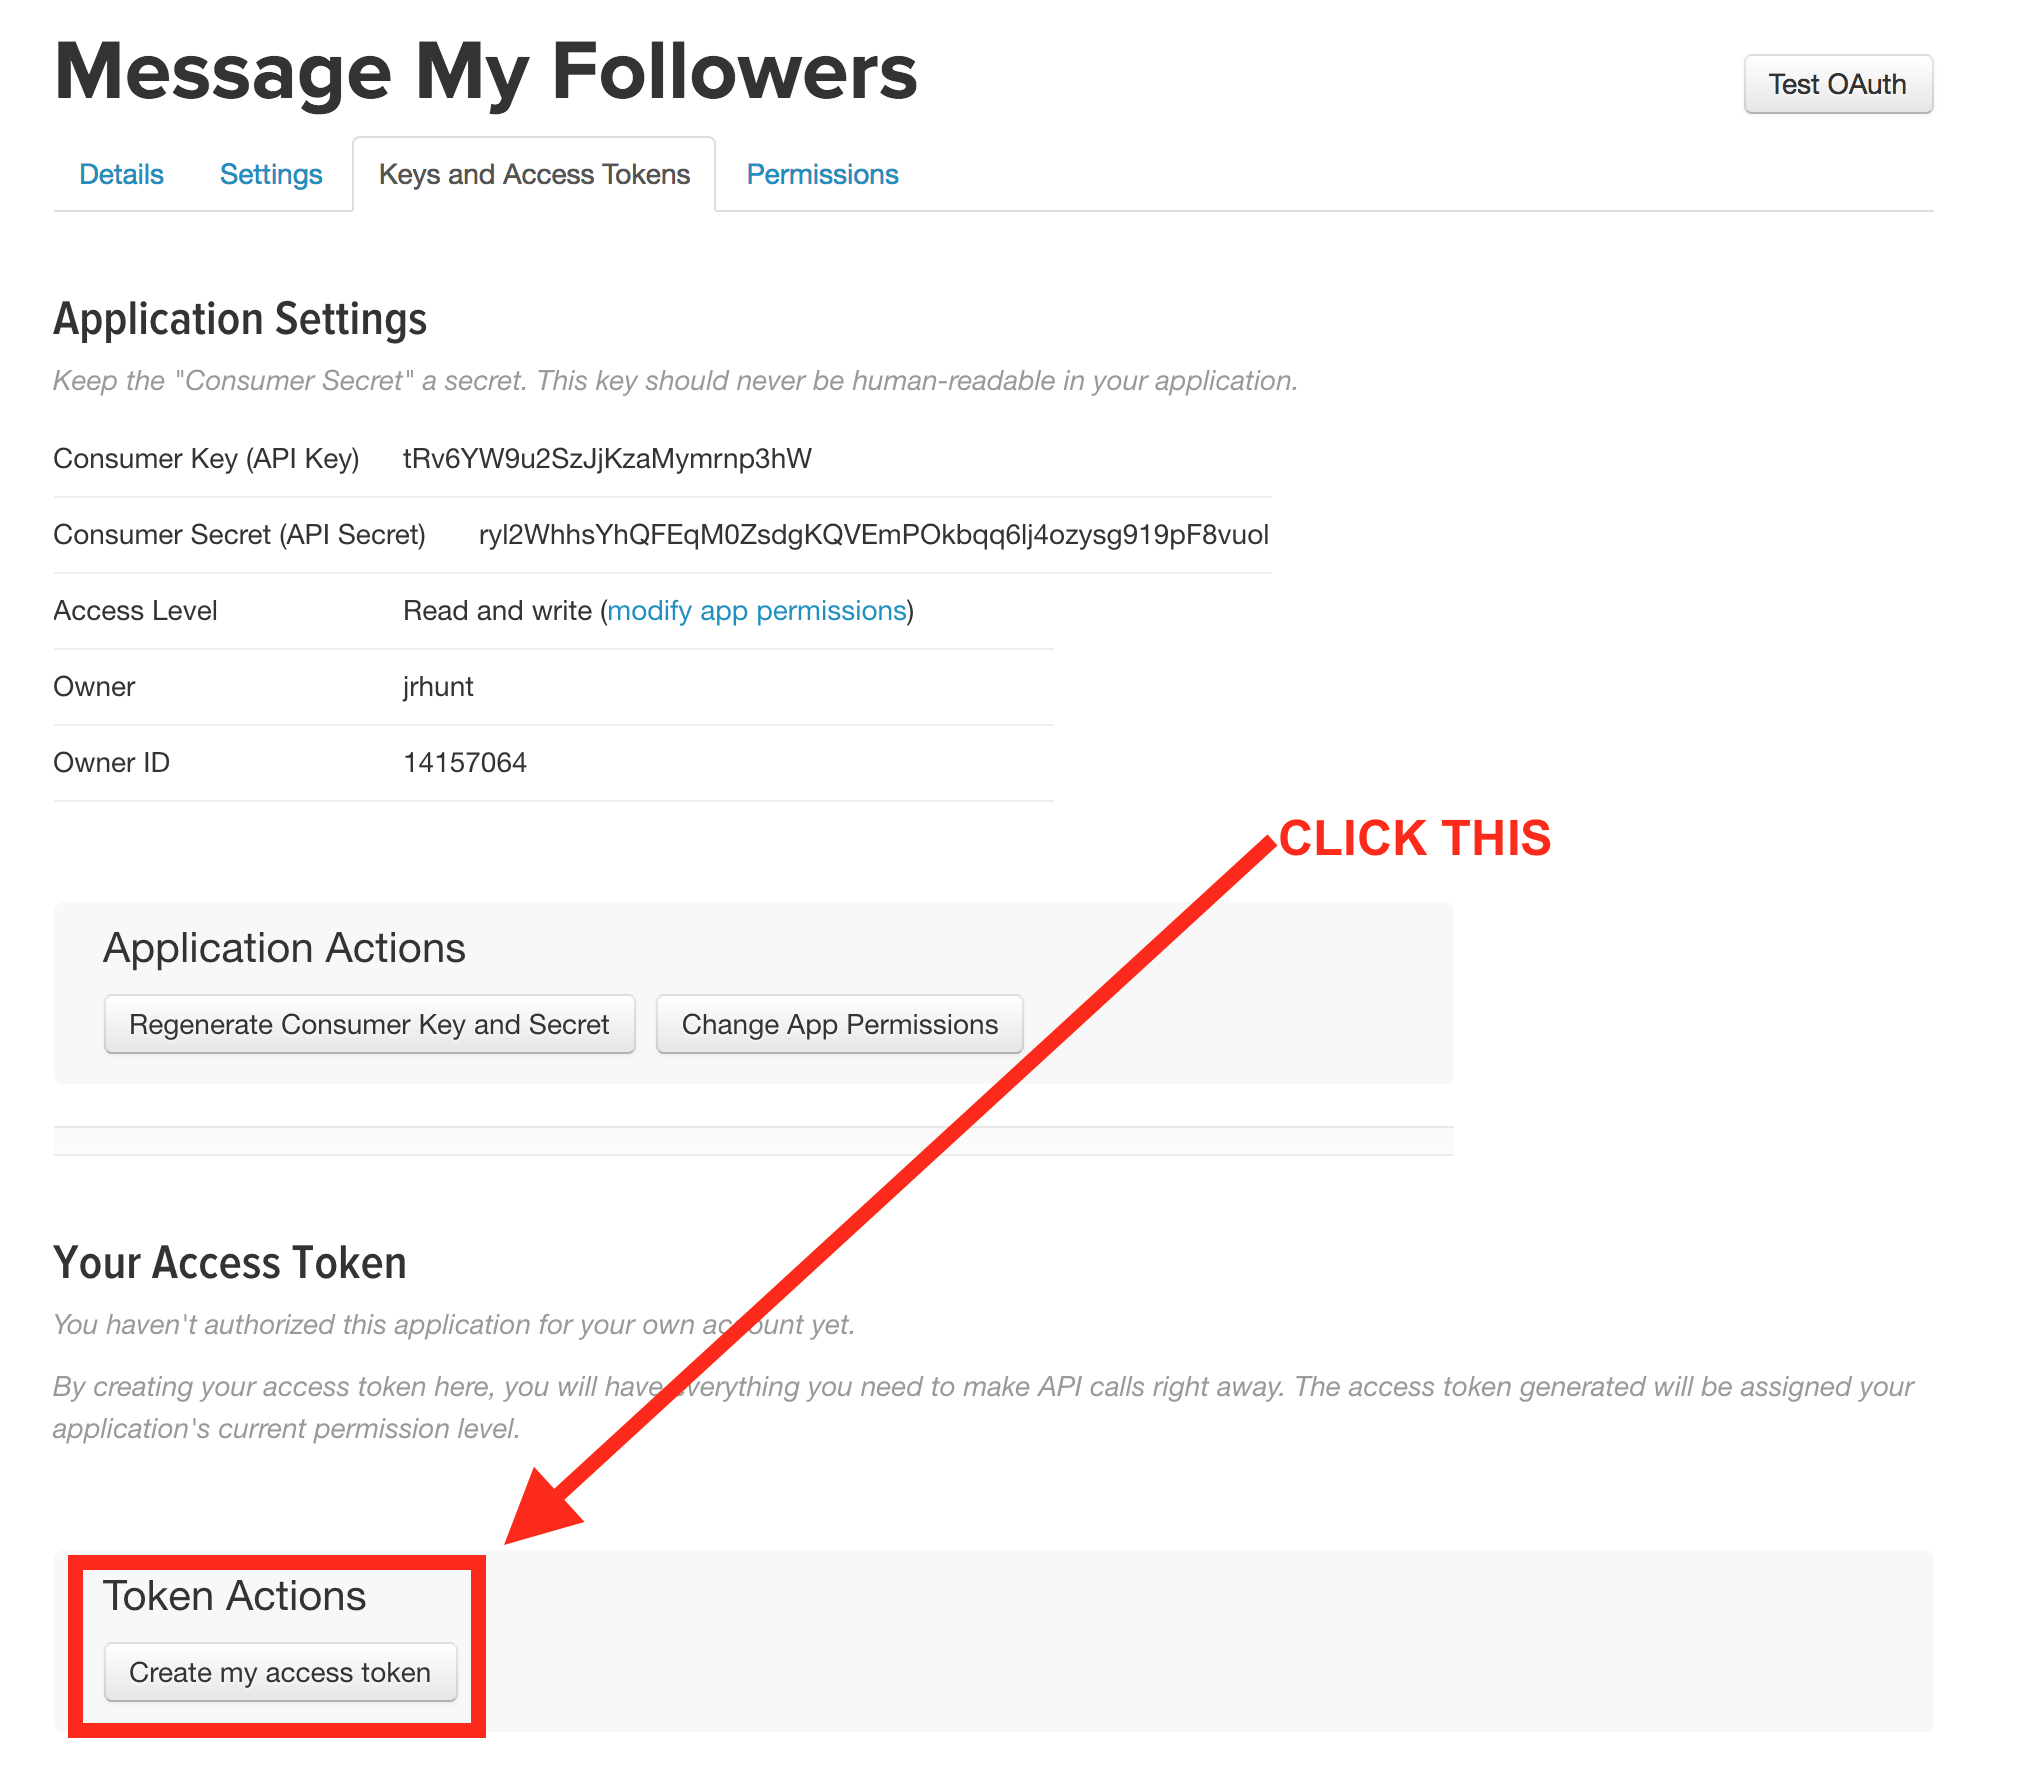 Message My Followers
Test OAuth
Details Settings Keys and Access Tokens Permissions
Application Settings
Keep the "Consumer Secret" a secret. This key should never be human-readable in your application.
Consumer Key (API Key) tRv6YW9u2SzJjKzaMymrnp3hW
Consumer Secret (API Secret) ryl2WhhsYhQFEqM0ZsdgKQVEmPOkbqq6lj4ozysg919pF8vuol
Access Level Read and write (modify app permissions)
Owner jrhunt
Owner ID 14157064
CLICK THIS
Application Actions
Regenerate Consumer Key and Secret Change App Permissions
Your Access Token
You haven't authorized this application for your own account yet.
By creating your access token here, you will have everything you need to make API calls right away. The access token generated will be assigned your
application's current permission level.
Token Actions
Create my access token